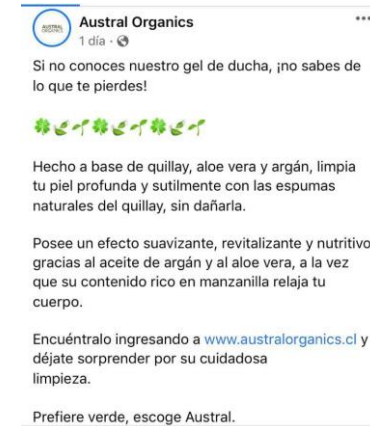 AUSTRAL
ORGANICS
Austral Organics
1 día ·
Si no conoces nuestro gel de ducha, ¡no sabes de
lo que te pierdes!
Hecho a base de quillay, aloe vera y argán, limpia
tu piel profunda y sutilmente con las espumas
naturales del quillay, sin dañarla.
Posee un efecto suavizante, revitalizante y nutritivo
gracias al aceite de argán y al aloe vera, a la vez
que su contenido rico en manzanilla relaja tu
cuerpo.
Encuéntralo ingresando a www.australorganics.cl y
déjate sorprender por su cuidadosa
limpieza.
Prefiere verde, escoge Austral.